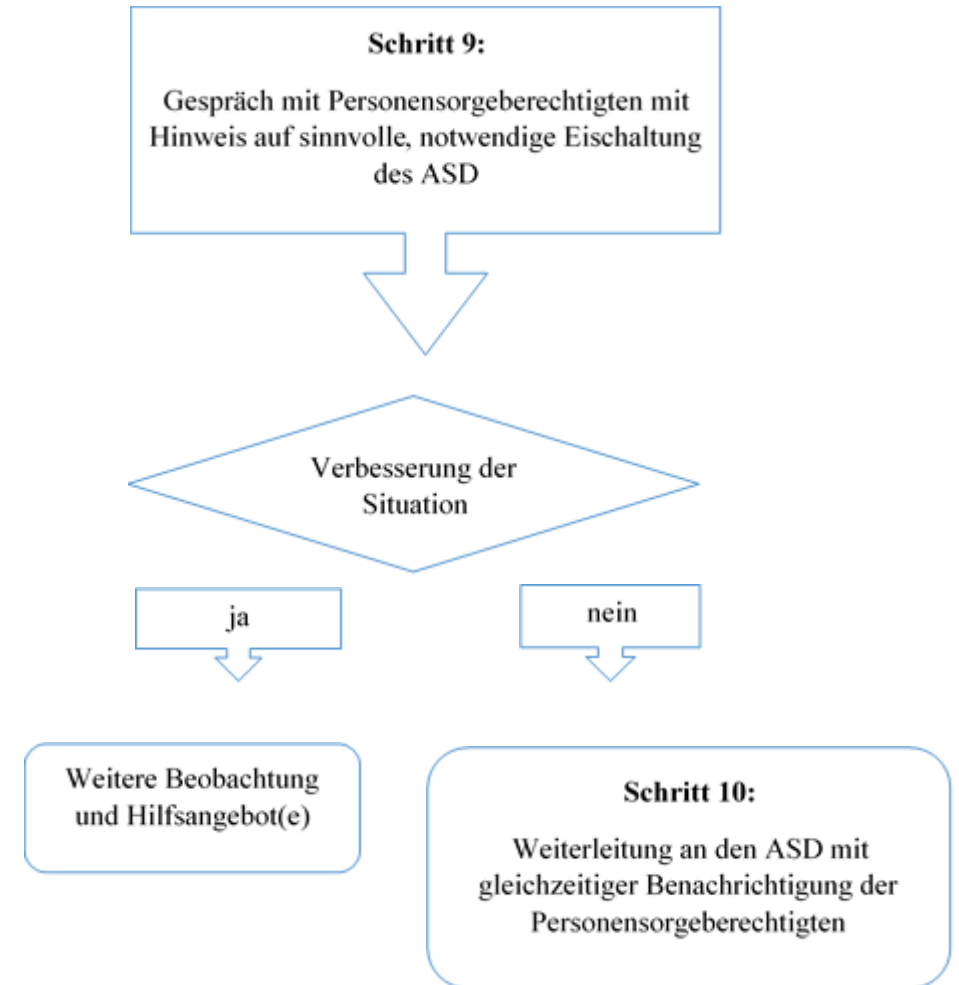 Schritt 9:
Gespräch mit Personensorgeberechtigten mit
Hinweis auf sinnvolle, notwendige Eischaltung
des ASD
Verbesserung der
Situation
ja
nein
Weitere Beobachtung
und Hilfsangebot(e)
Schritt 10:
Weiterleitung an den ASD mit
gleichzeitiger Benachrichtigung der
Personensorgeberechtigten